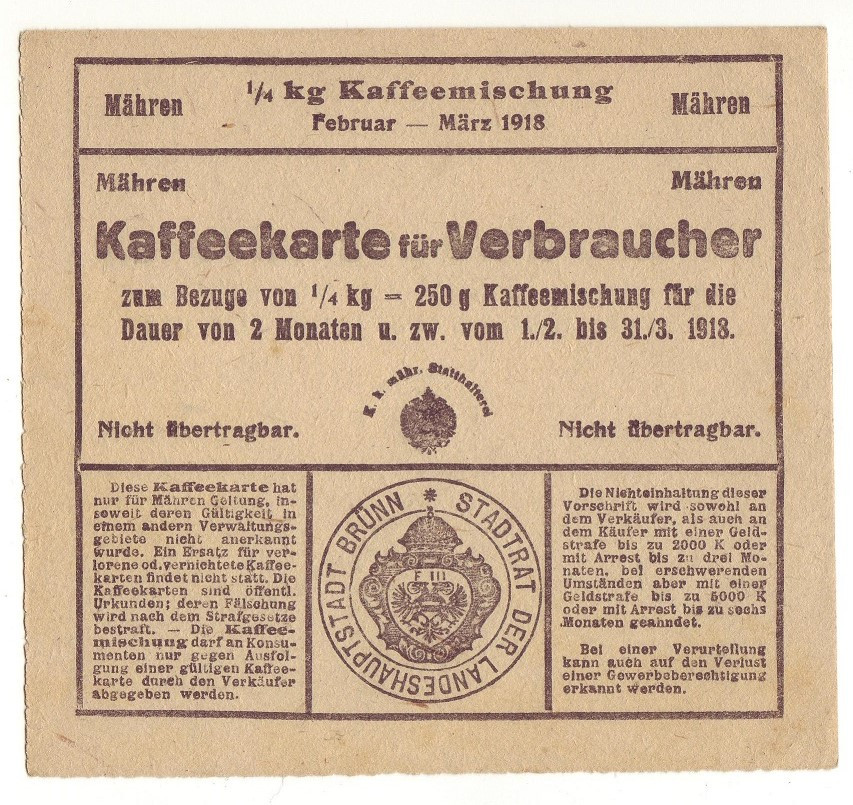 Mähren
1/4 kg Kaffeemischung
Februar — März 1918
Mähren
Mähren
Mähren
Kaffeekarte für Verbraucher
zum Bezuge von 1/4 kg = 250 g Kaffeemischung für die
Dauer von 2 Monaten u. zw. vom 1./2. bis 31./3. 1918.
K. k. mähr. Statthalterei
Nicht übertragbar.
Nicht übertragbar.
Diese Kaffeekarte hat
nur für Mähren Geltung, in-
soweit deren Gültigkeit in
einem andern Verwaltungs-
gebiete nicht anerkannt
wurde. Ein Ersatz für ver-
lorene od. vernichtete Kaffee-
karten findet nicht statt. Die
Kaffeekarten sind öffentl.
Urkunden; deren Fälschung
wird nach dem Strafgesetze
bestraft. — Die Kaffee-
mischung darf an Konsu-
menten nur gegen Ausfol-
gung einer gültigen Kaffee-
karte durch den Verkäufer
abgegeben werden.
* STADTRAT DER LANDESHAUPTSTADT BRÜNN
F III
Die Nichteinhaltung dieser
Vorschrift wird sowohl an
dem Verkäufer, als auch an
dem Käufer mit einer Geld-
strafe bis zu 2000 K oder
mit Arrest bis zu drei Mo-
naten, bei erschwerenden
Umständen aber mit einer
Geldstrafe bis zu 5000 K
oder mit Arrest bis zu sechs
Monaten geahndet.
Bei einer Verurteilung
kann auch auf den Verlust
einer Gewerbeberechtigung
erkannt werden.